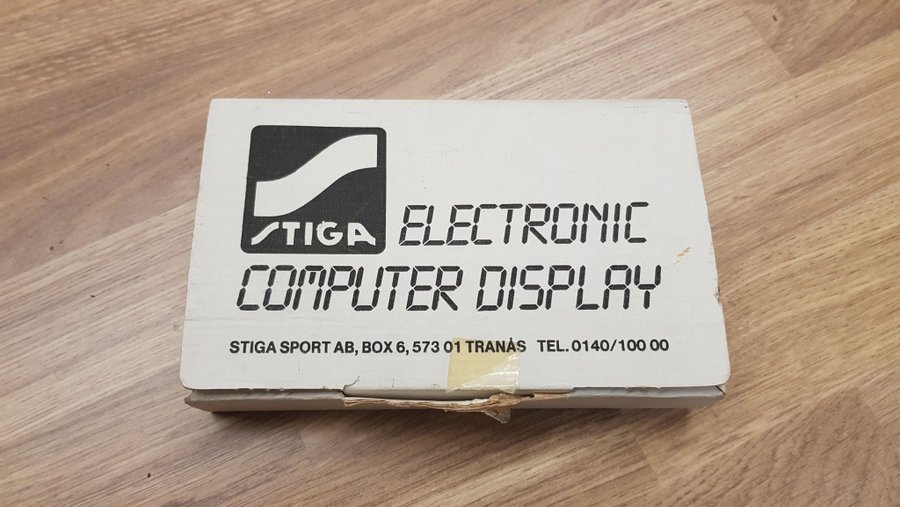 STIGA ELECTRONIC
COMPUTER DISPLAY
STIGA SPORT AB, BOX 6, 573 01 TRANÅS TEL. 0140/100 00